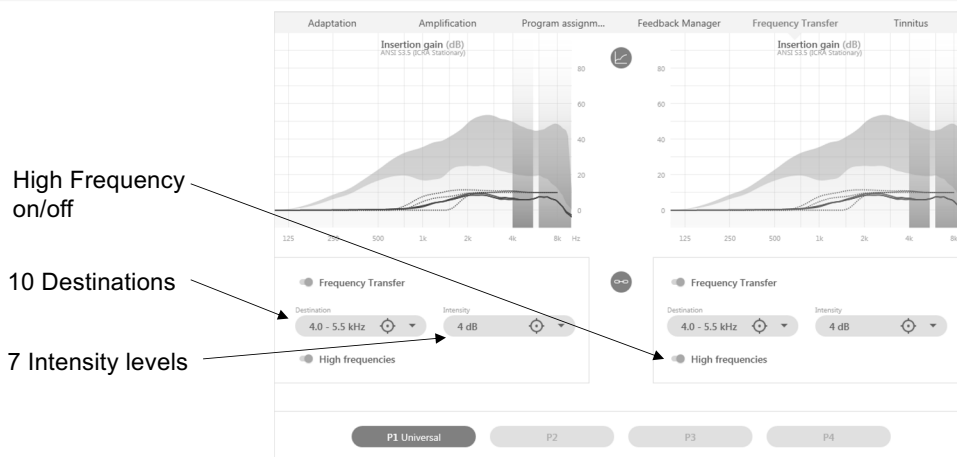 Adaptation
Amplification
Program assignm...
Feedback Manager
Frequency Transfer
Tinnitus
Insertion gain (dB)
ANSI S3.5 (ICRA Stationary)
80
60
40
20
0
125 250 500 1k 2k 4k 8k Hz
Insertion gain (dB)
ANSI S3.5 (ICRA Stationary)
80
60
40
20
0
125 250 500 1k 2k 4k 8k
High Frequency
on/off
10 Destinations
7 Intensity levels
Frequency Transfer
Destination
4.0 - 5.5 kHz
Intensity
4 dB
High frequencies
Frequency Transfer
Destination
4.0 - 5.5 kHz
Intensity
4 dB
High frequencies
P1 Universal
P2
P3
P4